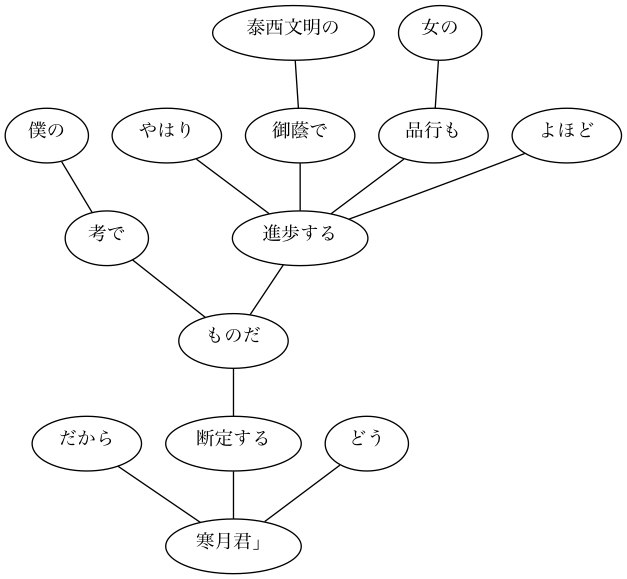 泰西文明の
女の
僕の
やはり
御蔭で
品行も
よほど
考で
進歩する
ものだ
だから
断定する
どう
寒月君」